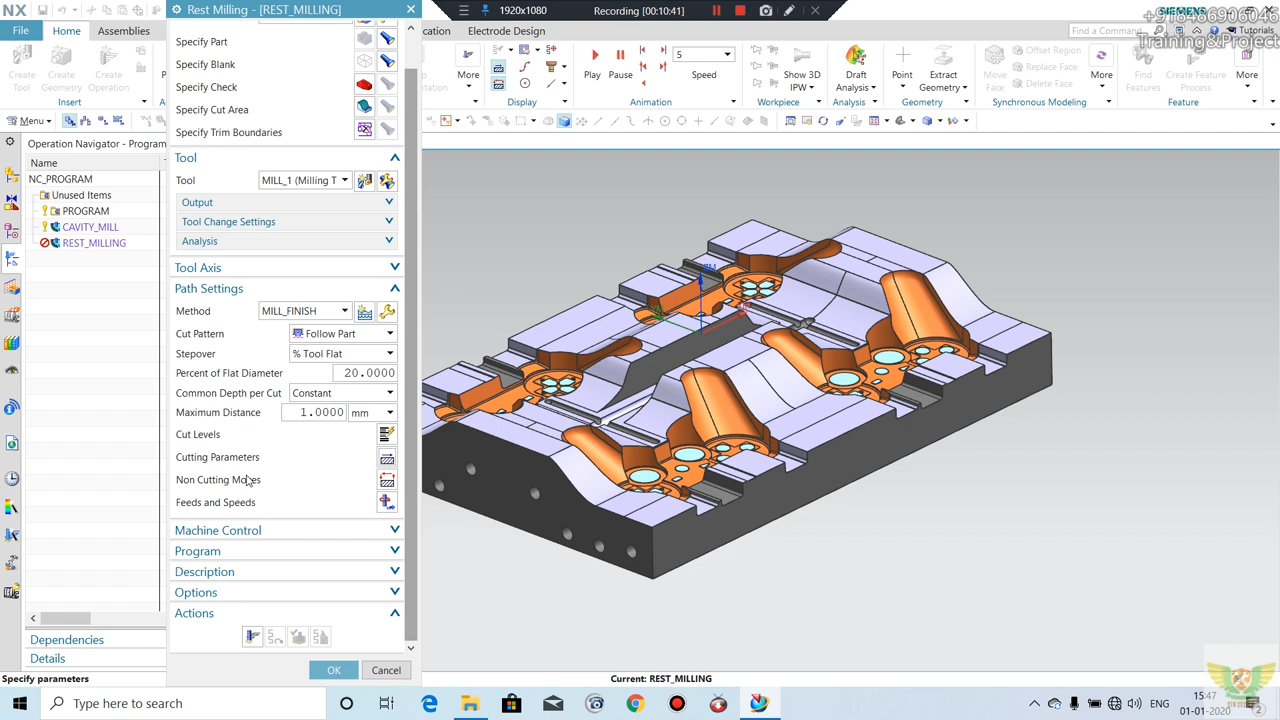 NX
Rest Milling - [REST_MILLING]
1920x1080
Recording [00:10:41]
SIEMENS
+918486906046
Training&Project
File
Home
Assemblies
cation
Electrode Design
Find a Command
Tutorials
Create Tool
Create Geometry
Insert
More
Display
Play
Pause
5
Speed
Animation
Show 3D IPW
Workpiece
Draft Analysis
Analysis
Point
Extract Geometry
Geometry
Move Face
Offset Region
Replace Face
Delete Face
More
Synchronous Modeling
Find Features
Create Feature Process
More
Feature
Menu
Operation Navigator - Program
Name
NC_PROGRAM
Unused Items
PROGRAM
CAVITY_MILL
REST_MILLING
Dependencies
Details
Specify Part
Specify Blank
Specify Check
Specify Cut Area
Specify Trim Boundaries
Tool
Tool MILL_1 (Milling T
Output
Tool Change Settings
Analysis
Tool Axis
Path Settings
Method MILL_FINISH
Cut Pattern Follow Part
Stepover % Tool Flat
Percent of Flat Diameter 20.0000
Common Depth per Cut Constant
Maximum Distance 1.0000 mm
Cut Levels
Cutting Parameters
Non Cutting Moves
Feeds and Speeds
Machine Control
Program
Description
Options
Actions
OK
Cancel
Specify parameters
Current: REST_MILLING
Type here to search
ENG
15:47
01-01-2020